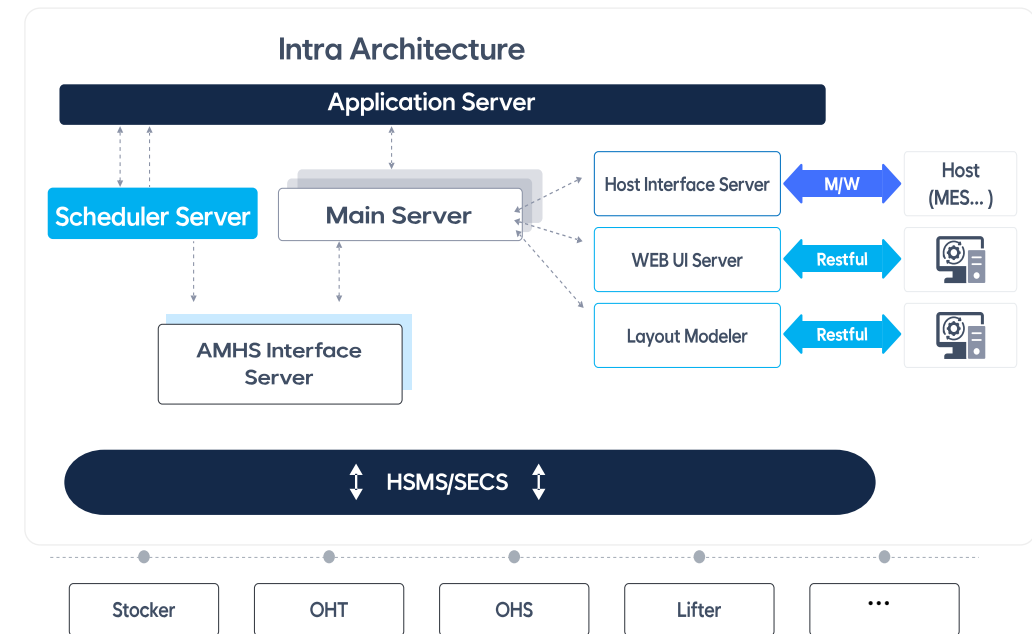 Intra Architecture
Application Server
Scheduler Server
Main Server
Host Interface Server
M/W
Host
(MES... )
WEB UI Server
Restful
Layout Modeler
Restful
AMHS Interface
Server
HSMS/SECS
Stocker
OHT
OHS
Lifter
...